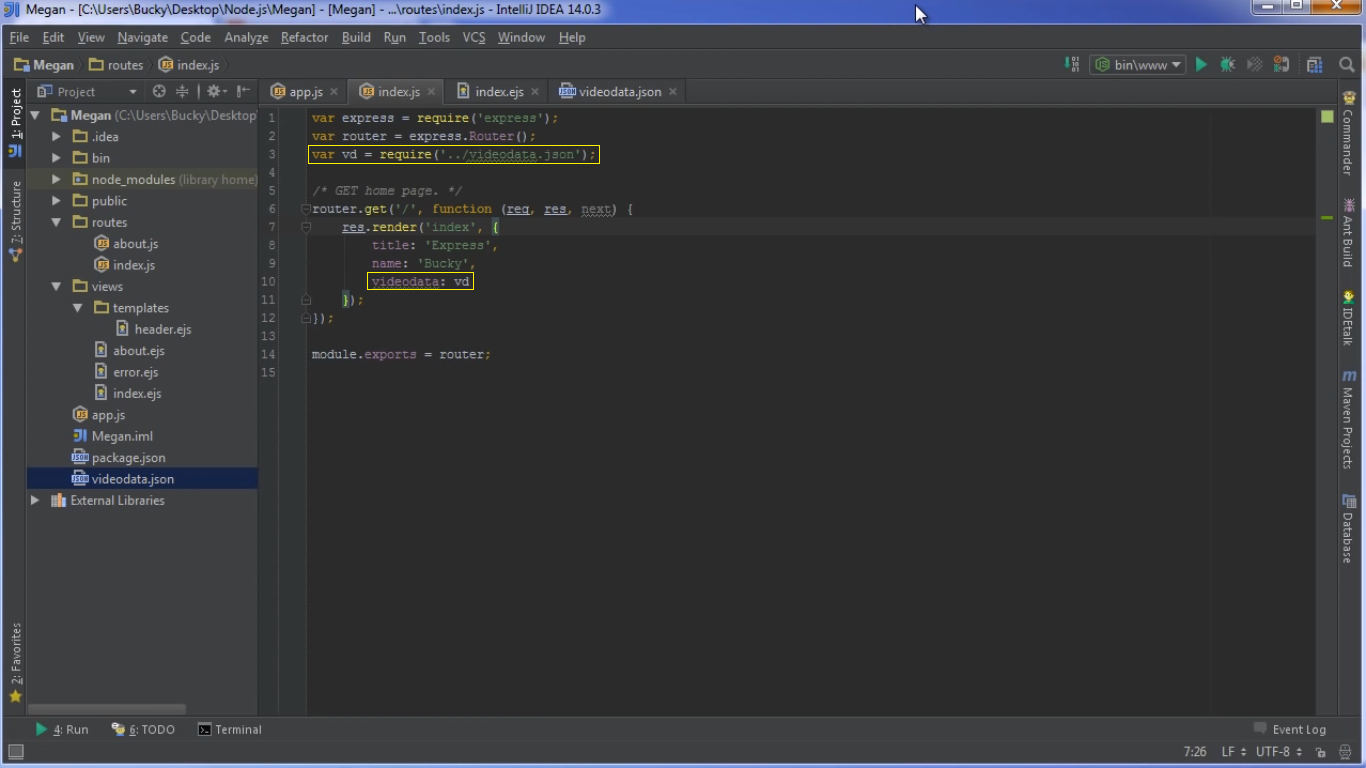 Megan - [C:\Users\Bucky\Desktop\Node.js\Megan] - [Megan] - ...\routes\index.js - IntelliJ IDEA 14.0.3
File Edit View Navigate Code Analyze Refactor Build Run Tools VCS Window Help
Megan routes index.js bin\www
Project app.js index.js index.ejs videodata.json
1: Project
7: Structure
2: Favorites
Megan (C:\Users\Bucky\Desktop
.idea
bin
node_modules (library home)
public
routes
about.js
index.js
views
templates
header.ejs
about.ejs
error.ejs
index.ejs
app.js
Megan.iml
package.json
videodata.json
External Libraries
1 var express = require('express');
2 var router = express.Router();
3 var vd = require('../videodata.json');
4
5 /* GET home page. */
6 router.get('/', function (req, res, next) {
7 res.render('index', {
8 title: 'Express',
9 name: 'Bucky',
10 videodata: vd
11 });
12 });
13
14 module.exports = router;
15
Commander
Ant Build
IDEtalk
Maven Projects
Database
4: Run 6: TODO Terminal Event Log
7:26 LF UTF-8